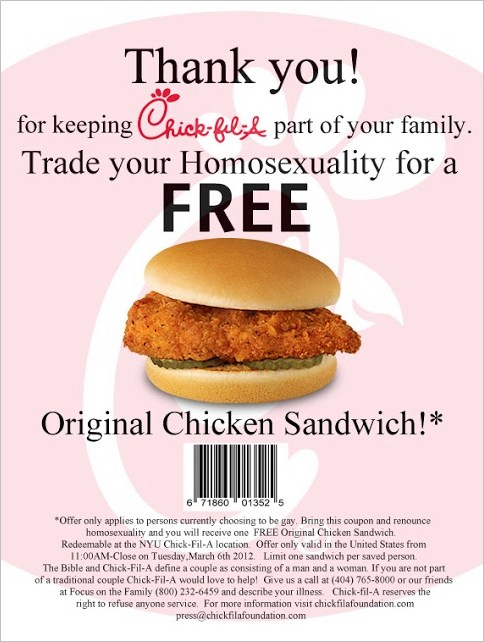 Thank you!
for keeping Chick-fil-A part of your family.
Trade your Homosexuality for a
FREE
Original Chicken Sandwich!*
6 71860 01352 5
*Offer only applies to persons currently choosing to be gay. Bring this coupon and renounce
homosexuality and you will receive one  FREE Original Chicken Sandwich.
Redeemable at the NYU Chick-Fil-A location.  Offer only valid in the United States from
11:00AM-Close on Tuesday,March 6th 2012.   Limit one sandwich per saved person.
The Bible and Chick-Fil-A define a couple as consisting of a man and a woman. If you are not part
of a traditional couple Chick-Fil-A would love to help!  Give us a call at (404) 765-8000 or our friends
at Focus on the Family (800) 232-6459 and describe your illness.   Chick-fil-A reserves the
right to refuse anyone service.  For more information visit chickfilafoundation.com
press@chickfilafoundation.com